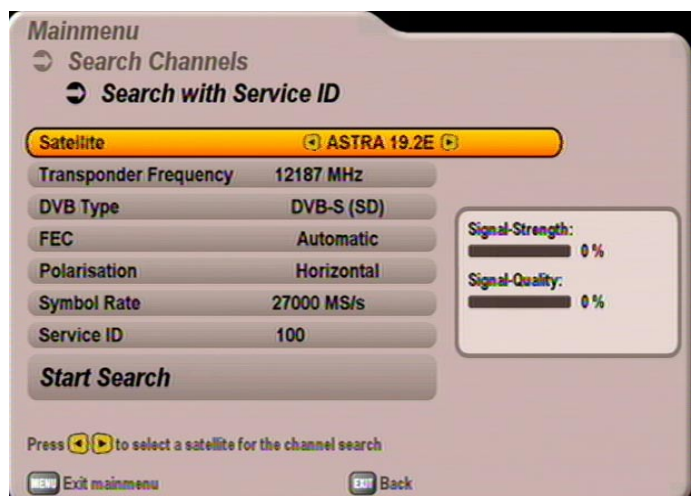 Mainmenu
Search Channels
Search with Service ID
Satellite ASTRA 19.2E
Transponder Frequency 12187 MHz
DVB Type DVB-S (SD)
FEC Automatic
Polarisation Horizontal
Symbol Rate 27000 MS/s
Service ID 100
Start Search
Signal-Strength:
0 %
Signal-Quality:
0 %
Press to select a satellite for the channel search
MENU Exit mainmenu EXIT Back